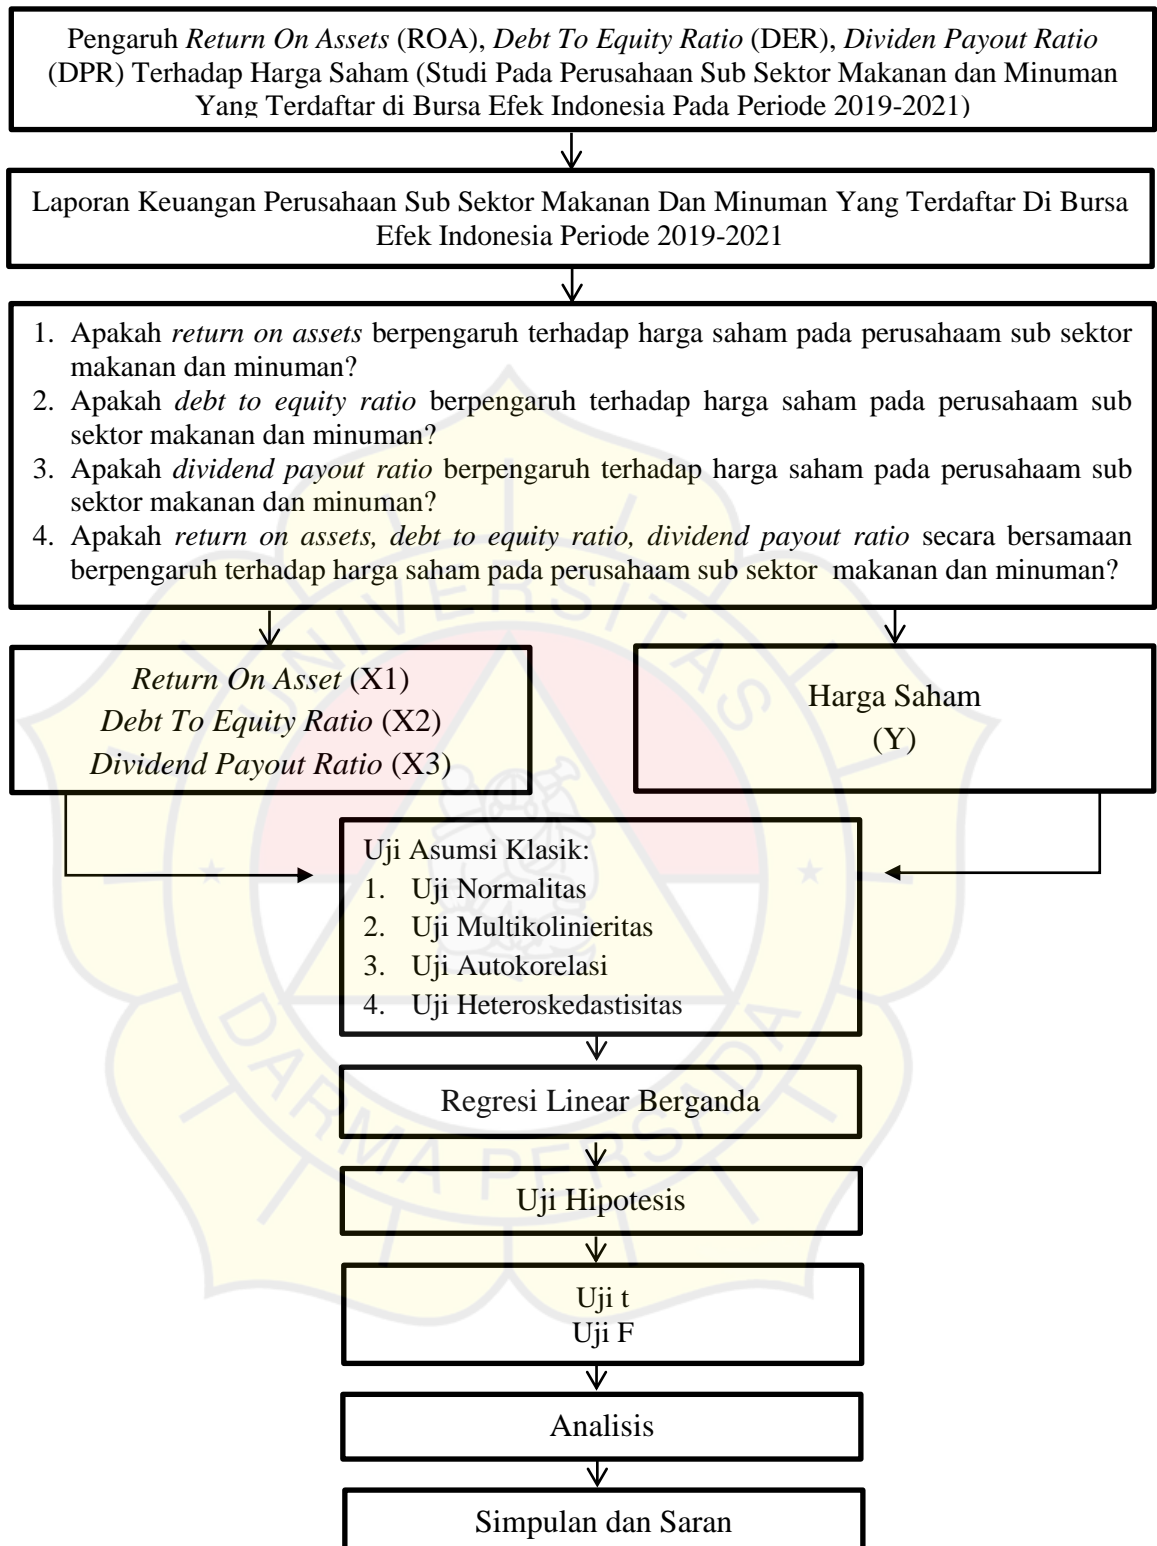 Pengaruh Return On Assets (ROA), Debt To Equity Ratio (DER), Dividen Payout Ratio
(DPR) Terhadap Harga Saham (Studi Pada Perusahaan Sub Sektor Makanan dan Minuman
Yang Terdaftar di Bursa Efek Indonesia Pada Periode 2019-2021)
Laporan Keuangan Perusahaan Sub Sektor Makanan Dan Minuman Yang Terdaftar Di Bursa
Efek Indonesia Periode 2019-2021
1. Apakah return on assets berpengaruh terhadap harga saham pada perusahaam sub sektor
makanan dan minuman?
2. Apakah debt to equity ratio berpengaruh terhadap harga saham pada perusahaam sub
sektor makanan dan minuman?
3. Apakah dividend payout ratio berpengaruh terhadap harga saham pada perusahaam sub
sektor makanan dan minuman?
4. Apakah return on assets, debt to equity ratio, dividend payout ratio secara bersamaan
berpengaruh terhadap harga saham pada perusahaam sub sektor makanan dan minuman?
Return On Asset (X1)
Debt To Equity Ratio (X2)
Dividend Payout Ratio (X3)
Harga Saham
(Y)
Uji Asumsi Klasik:
1. Uji Normalitas
2. Uji Multikolinieritas
3. Uji Autokorelasi
4. Uji Heteroskedastisitas
Regresi Linear Berganda
Uji Hipotesis
Uji t
Uji F
Analisis
Simpulan dan Saran
UNIVERSITAS
DARMA PERSADA